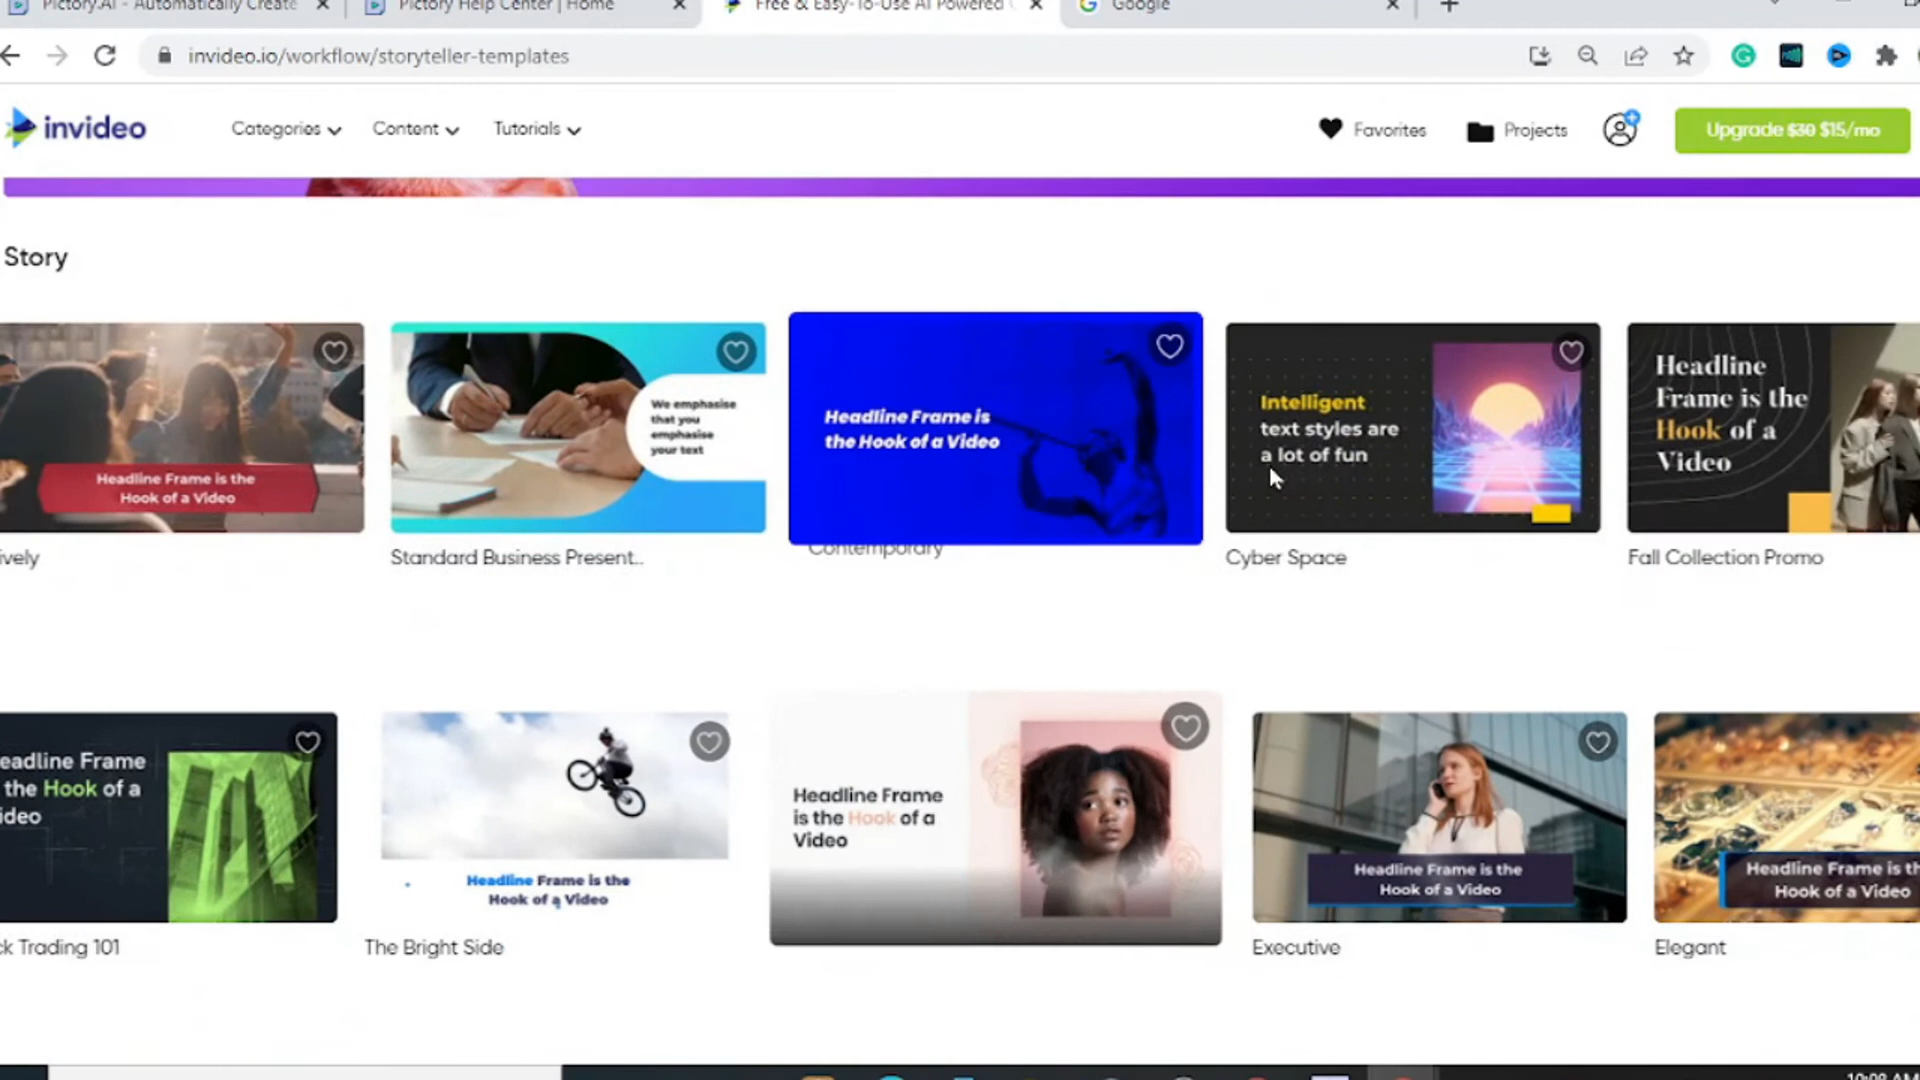 Pictory.AI - Automatically Create
Pictory Help Center | Home
Free & Easy-To-Use AI Powered
Google
invideo.io/workflow/storyteller-templates
invideo
Categories
Content
Tutorials
Favorites
Projects
Upgrade $30 $15/mo
Story
Headline Frame is the
Hook of a Video
We emphasise
that you
emphasise
your text
Headline Frame is
the Hook of a Video
Intelligent
text styles are
a lot of fun
Headline
Frame is the
Hook of a
Video
ively
Standard Business Present..
Contemporary
Cyber Space
Fall Collection Promo
eadline Frame
the Hook of a
ideo
Headline Frame is the
Hook of a Video
Headline Frame
is the Hook of a
Video
Headline Frame is the
Hook of a Video
Headline Frame is th
Hook of a Video
ck Trading 101
The Bright Side
Executive
Elegant
10:08 AM